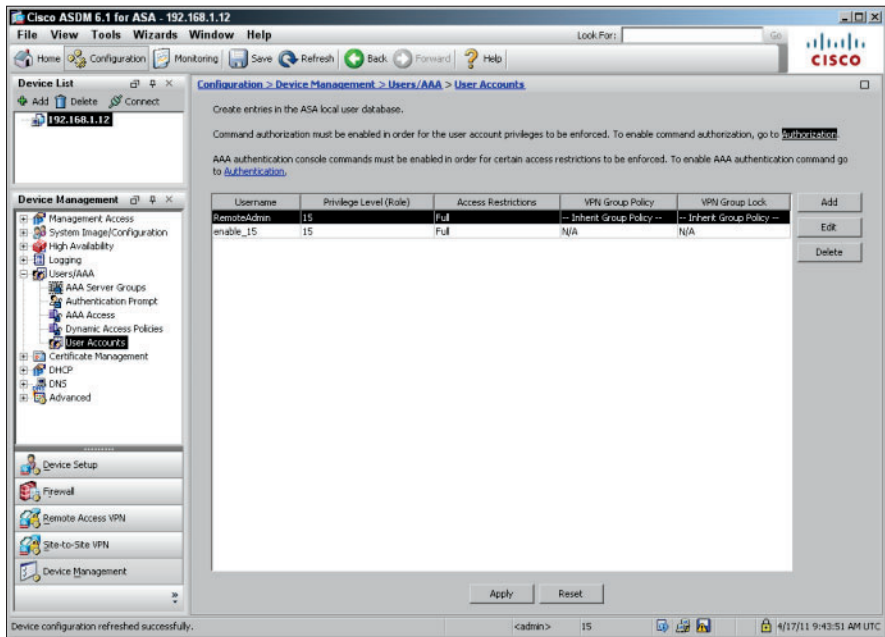 Cisco ASDM 6.1 for ASA - 192.168.1.12
File View Tools Wizards Window Help
Look For:
Go
Home Configuration Monitoring Save Refresh Back Forward Help
CISCO
Device List
Add Delete Connect
192.168.1.12
Device Management
Management Access
System Image/Configuration
High Availability
Logging
Users/AAA
AAA Server Groups
Authentication Prompt
AAA Access
Dynamic Access Policies
User Accounts
Certificate Management
DHCP
DNS
Advanced
Device Setup
Firewall
Remote Access VPN
Site-to-Site VPN
Device Management
Configuration > Device Management > Users/AAA > User Accounts
Create entries in the ASA local user database.
Command authorization must be enabled in order for the user account privileges to be enforced. To enable command authorization, go to Authorization.
AAA authentication console commands must be enabled in order for certain access restrictions to be enforced. To enable AAA authentication command go
to Authentication.
Username Privilege Level (Role) Access Restrictions VPN Group Policy VPN Group Lock
RemoteAdmin 15 Full -- Inherit Group Policy -- -- Inherit Group Policy --
enable_15 15 Full N/A N/A
Add
Edit
Delete
Apply Reset
Device configuration refreshed successfully.
<admin> 15 4/17/11 9:43:51 AM UTC